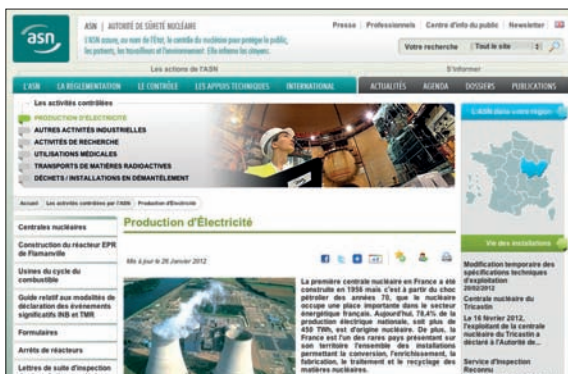 asn
ASN | AUTORITÉ DE SÛRETÉ NUCLÉAIRE
L'ASN assure, au nom de l'État, le contrôle du nucléaire pour protéger le public,
les patients, les travailleurs et l'environnement. Elle informe les citoyens.
Presse | Professionnels | Centre d'info du public | Newsletter
Votre recherche
Tout le site
Les actions de l'ASN
S'informer
L'ASN
LA RÉGLEMENTATION
LE CONTRÔLE
LES APPUIS TECHNIQUES
INTERNATIONAL
ACTUALITÉS
AGENDA
DOSSIERS
PUBLICATIONS
Les activités contrôlées
PRODUCTION D'ÉLECTRICITÉ
AUTRES ACTIVITÉS INDUSTRIELLES
ACTIVITÉS DE RECHERCHE
UTILISATIONS MÉDICALES
TRANSPORTS DE MATIÈRES RADIOACTIVES
DÉCHETS / INSTALLATIONS EN DÉMANTÈLEMENT
L'ASN dans votre région
Accueil
Les activités contrôlées par l'ASN
Production d'Électricité
Centrales nucléaires
Construction du réacteur EPR
de Flamanville
Usines du cycle du
combustible
Guide relatif aux modalités de
déclaration des événements
significatifs INB et TMR
Formulaires
Arrêts de réacteurs
Lettres de suite d'inspection
Production d'Électricité
Mis à jour le 26 Janvier 2012
La première centrale nucléaire en France a été
construite en 1956 mais c'est à partir du choc
pétrolier des années 70, que le nucléaire
occupe une place importante dans le secteur
énergétique français. Aujourd'hui, 78,4% de la
production électrique nationale, soit plus de
450 TWh, est d'origine nucléaire. De plus, la
France est l'un des rares pays présentant sur
son territoire l'ensemble des installations
permettant la conversion, l'enrichissement, la
fabrication, le traitement et le recyclage des
matières nucléaires.
Vie des installations
Modification temporaire des
spécifications techniques
d'exploitation
20/02/2012
Centrale nucléaire du
Tricastin
Le 16 février 2012,
l'exploitant de la centrale
nucléaire du Tricastin a
déclaré à l'Autorité de...
Service d'Inspection
Reconnu